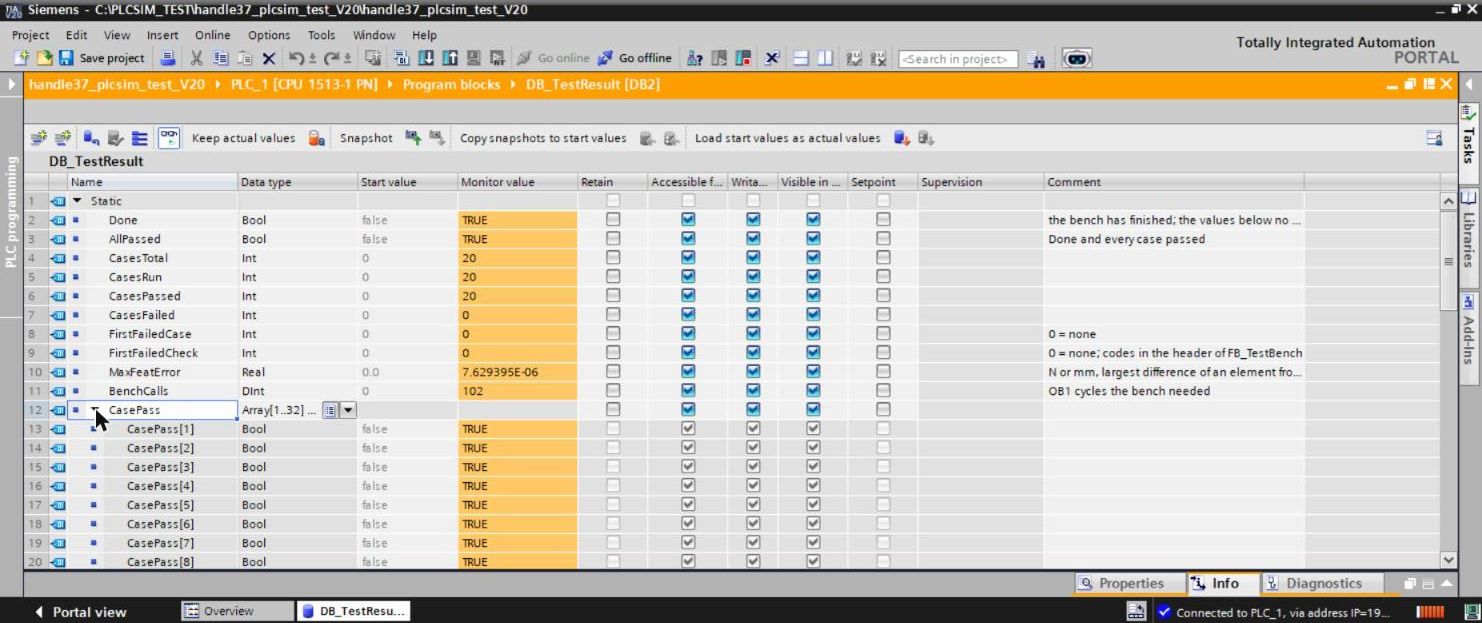 Siemens - C:\PLCSIM_TEST\handle37_plcsim_test_V20\handle37_plcsim_test_V20
Project Edit View Insert Online Options Tools Window Help
Totally Integrated Automation
PORTAL
Save project Go online Go offline <Search in project>
handle37_plcsim_test_V20 PLC_1 [CPU 1513-1 PN] Program blocks DB_TestResult [DB2]
Keep actual values Snapshot Copy snapshots to start values Load start values as actual values
DB_TestResult
Name Data type Start value Monitor value Retain Accessible f... Writa... Visible in ... Setpoint Supervision Comment
1 Static
2 Done Bool false TRUE the bench has finished; the values below no ...
3 AllPassed Bool false TRUE Done and every case passed
4 CasesTotal Int 0 20
5 CasesRun Int 0 20
6 CasesPassed Int 0 20
7 CasesFailed Int 0 0
8 FirstFailedCase Int 0 0 0 = none
9 FirstFailedCheck Int 0 0 0 = none; codes in the header of FB_TestBench
10 MaxFeatError Real 0.0 7.629395E-06 N or mm, largest difference of an element fro...
11 BenchCalls DInt 0 102 OB1 cycles the bench needed
12 CasePass Array[1..32] ...
13 CasePass[1] Bool false TRUE
14 CasePass[2] Bool false TRUE
15 CasePass[3] Bool false TRUE
16 CasePass[4] Bool false TRUE
17 CasePass[5] Bool false TRUE
18 CasePass[6] Bool false TRUE
19 CasePass[7] Bool false TRUE
20 CasePass[8] Bool false TRUE
PLC programming
Tasks
Libraries
Add-Ins
Properties Info Diagnostics
Portal view Overview DB_TestResu... Connected to PLC_1, via address IP=19...